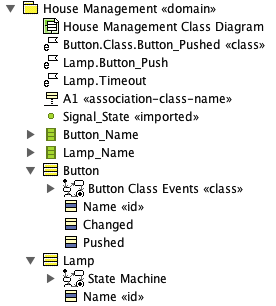 House Management «domain»
House Management Class Diagram
Button.Class.Button_Pushed «class»
Lamp.Button_Push
Lamp.Timeout
A1 «association-class-name»
Signal_State «imported»
Button_Name
Lamp_Name
Button
Button Class Events «class»
Name «id»
Changed
Pushed
Lamp
State Machine
Name «id»